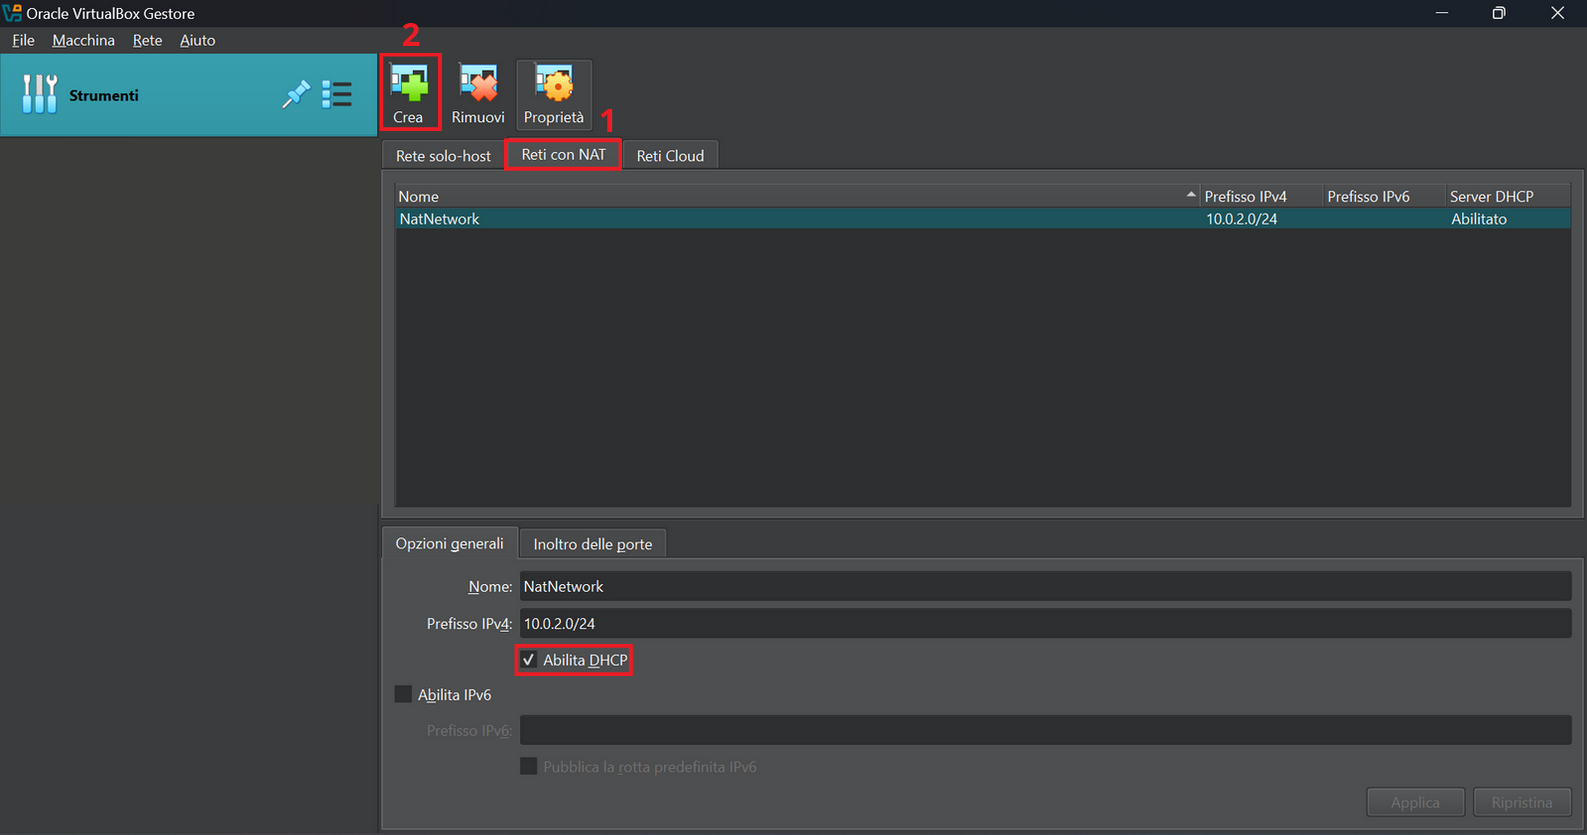 Oracle VirtualBox Gestore
File Macchina Rete Aiuto
2
Strumenti
Crea Rimuovi Proprietà
1
Rete solo-host Reti con NAT Reti Cloud
Nome Prefisso IPv4 Prefisso IPv6 Server DHCP
NatNetwork 10.0.2.0/24 Abilitato
Opzioni generali Inoltro delle porte
Nome: NatNetwork
Prefisso IPv4: 10.0.2.0/24
Abilita DHCP
Abilita IPv6
Prefisso IPv6:
Pubblica la rotta predefinita IPv6
Applica Ripristina